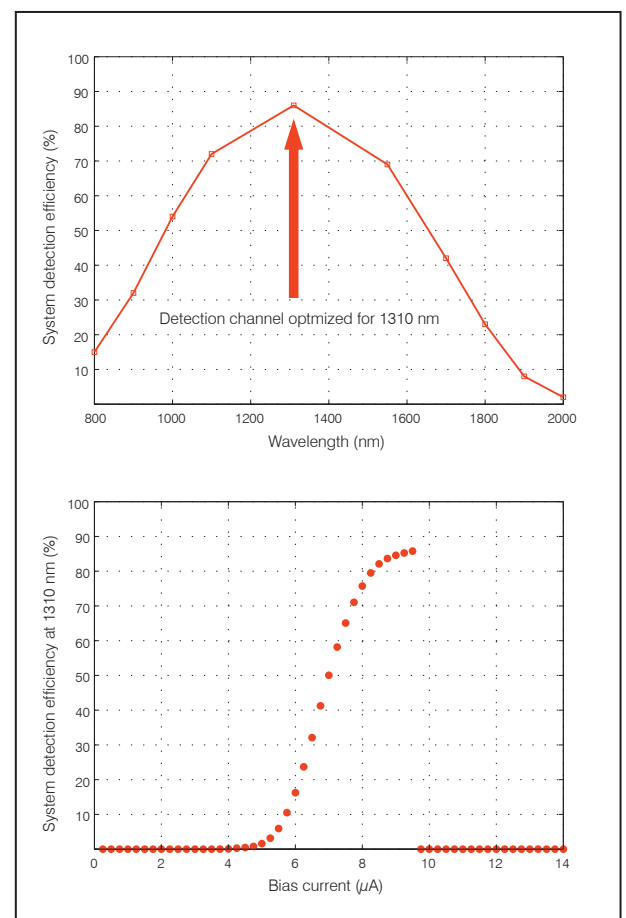 100
90
80
70
60
50
40
30
20
10
System detection efficiency (%)
Detection channel optmized for 1310 nm
800 1000 1200 1400 1600 1800 2000
Wavelength (nm)
100
90
80
70
60
50
40
30
20
10
System detection efficiency at 1310 nm (%)
0 2 4 6 8 10 12 14
Bias current (µA)